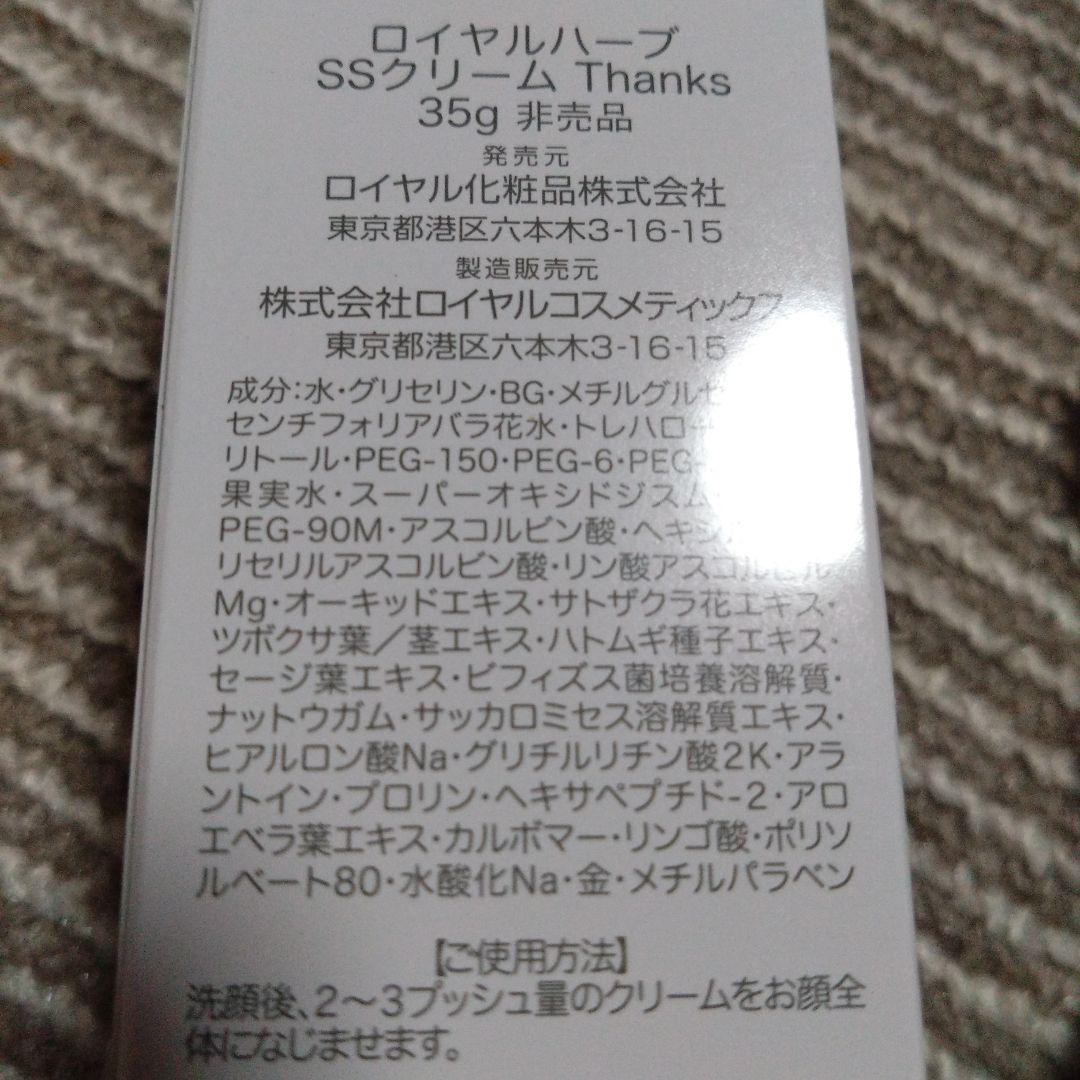 ロイヤルハーブ
SSクリーム Thanks
35g 非売品
発売元
ロイヤル化粧品株式会社
東京都港区六本木3-16-15
製造販売元
株式会社ロイヤルコスメティックス
東京都港区六本木3-16-15
成分:水・グリセリン・BG・メチルグルセ
センチフォリアバラ花水・トレハロー
リトール・PEG-150・PEG-6・PEG-
果実水・スーパーオキシドジスム
PEG-90M・アスコルビン酸・ヘキシル
リセリルアスコルビン酸・リン酸アスコルビル
Mg・オーキッドエキス・サトザクラ花エキス・
ツボクサ葉/茎エキス・ハトムギ種子エキス・
セージ葉エキス・ビフィズス菌培養溶解質・
ナットウガム・サッカロミセス溶解質エキス・
ヒアルロン酸Na・グリチルリチン酸2K・アラ
ントイン・プロリン・ヘキサペプチド-2・アロ
エベラ葉エキス・カルボマー・リンゴ酸・ポリソ
ルベート80・水酸化Na・金・メチルパラベン
【ご使用方法】
洗顔後、2〜3プッシュ量のクリームをお顔全
体になじませます。